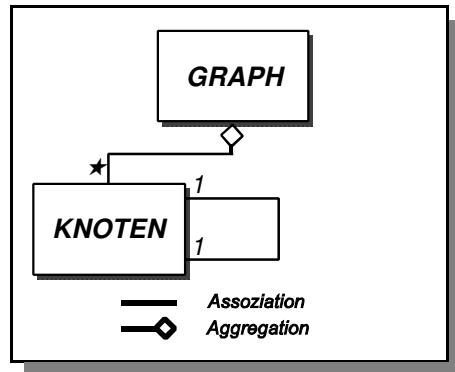 GRAPH
★
1
KNOTEN
1
Assoziation
Aggregation